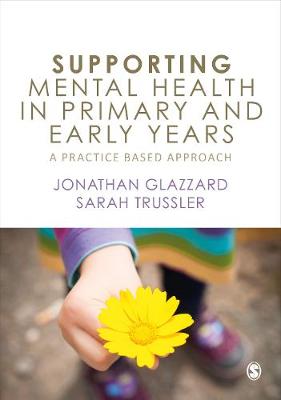 SUPPORTING
MENTAL HEALTH
IN PRIMARY AND
EARLY YEARS
A PRACTICE BASED APPROACH
JONATHAN GLAZZARD
SARAH TRUSSLER
S